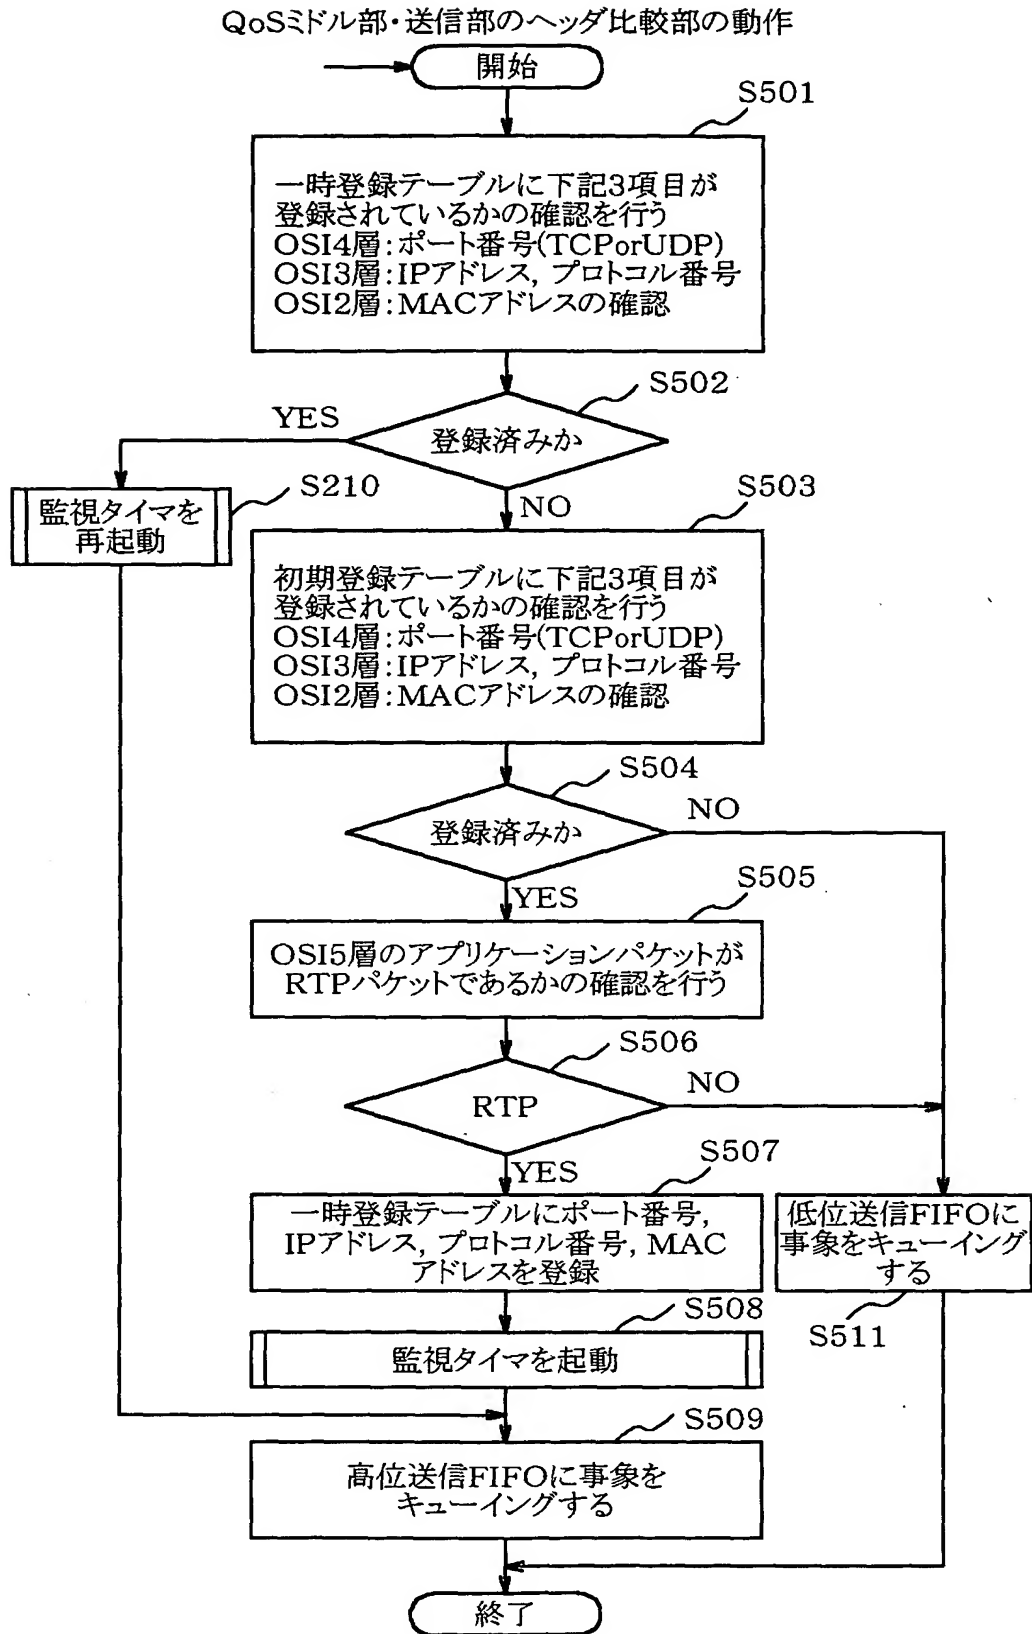 QoSミドル部・送信部のヘッダ比較部の動作
開始
S501
一時登録テーブルに下記3項目が
登録されているかの確認を行う
OSI4層:ポート番号(TCPorUDP)
OSI3層:IPアドレス, プロトコル番号
OSI2層:MACアドレスの確認
S502
YES
登録済みか
S210
監視タイマを
再起動
NO
S503
初期登録テーブルに下記3項目が
登録されているかの確認を行う
OSI4層:ポート番号(TCPorUDP)
OSI3層:IPアドレス, プロトコル番号
OSI2層:MACアドレスの確認
S504
NO
登録済みか
YES
S505
OSI5層のアプリケーションパケットが
RTPパケットであるかの確認を行う
S506
NO
RTP
YES
S507
一時登録テーブルにポート番号,
IPアドレス, プロトコル番号, MAC
アドレスを登録
低位送信FIFOに
事象をキューイング
する
S511
S508
監視タイマを起動
S509
高位送信FIFOに事象を
キューイングする
終了